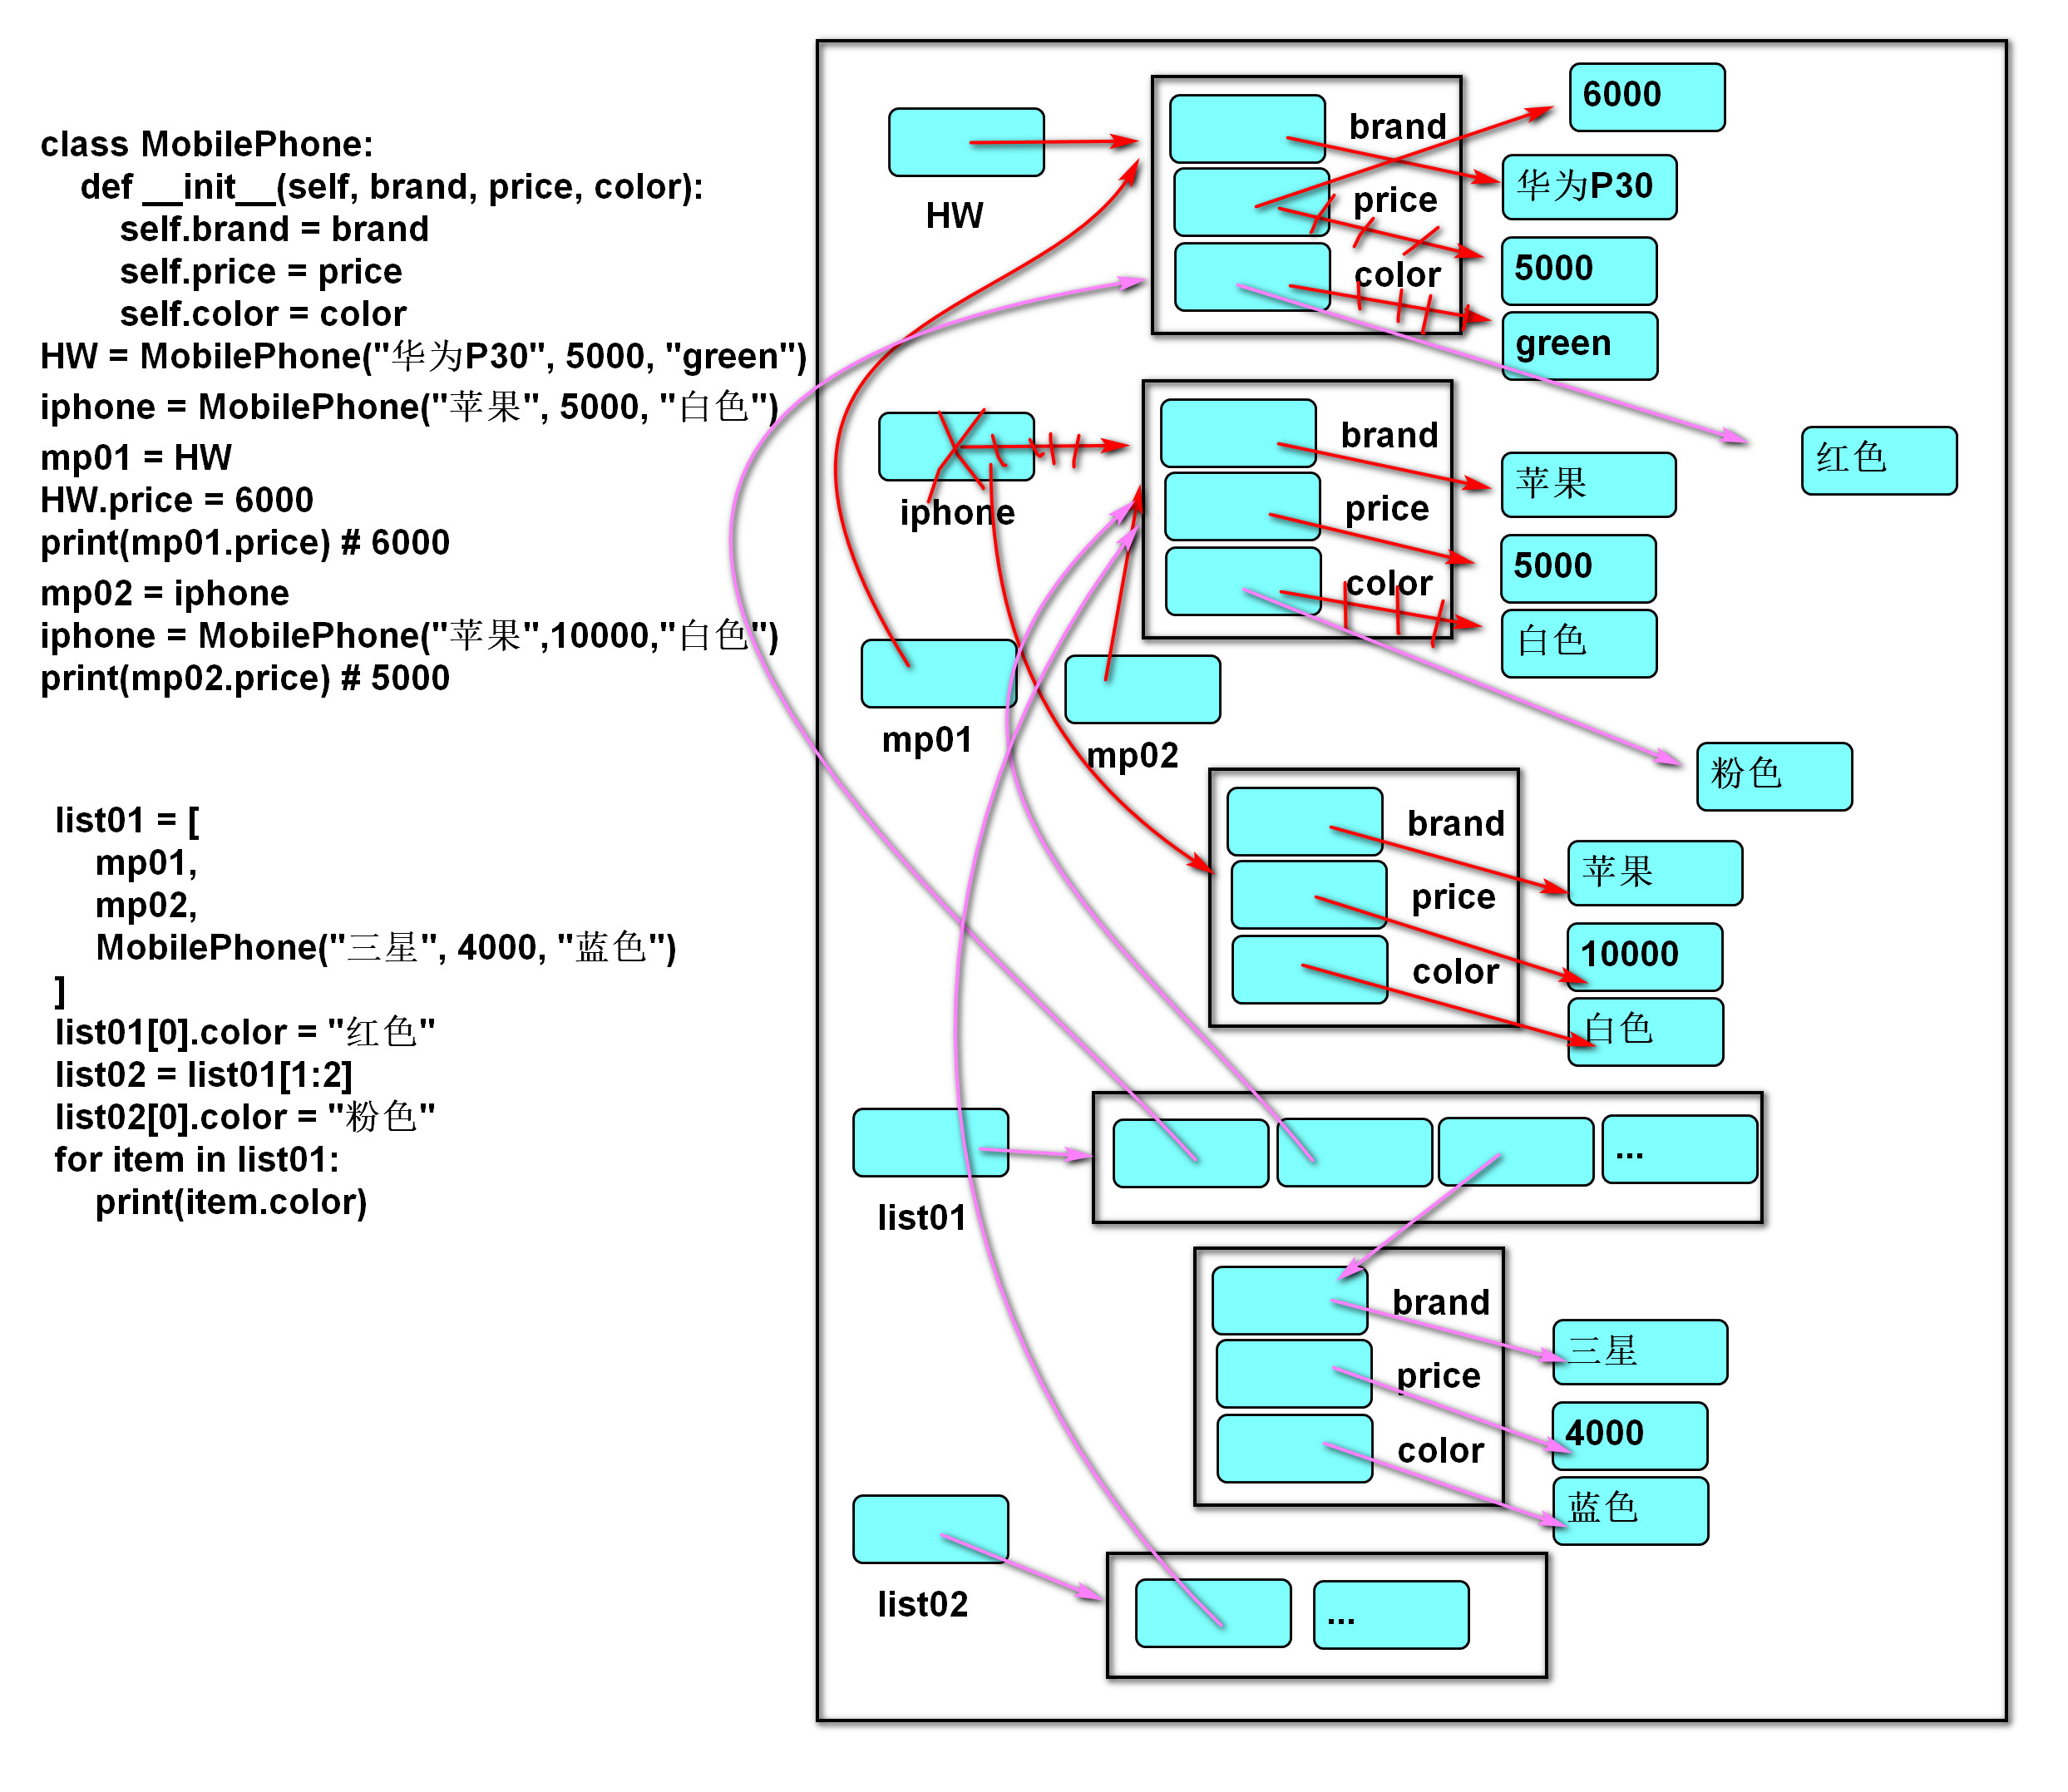 class MobilePhone:
    def __init__(self, brand, price, color):
        self.brand = brand
        self.price = price
        self.color = color
HW = MobilePhone("华为P30", 5000, "green")
iphone = MobilePhone("苹果", 5000, "白色")
mp01 = HW
HW.price = 6000
print(mp01.price) # 6000
mp02 = iphone
iphone = MobilePhone("苹果",10000,"白色")
print(mp02.price) # 5000
list01 = [
    mp01,
    mp02,
    MobilePhone("三星", 4000, "蓝色")
]
list01[0].color = "红色"
list02 = list01[1:2]
list02[0].color = "粉色"
for item in list01:
    print(item.color)
HW
brand
price
color
6000
华为P30
5000
green
红色
iphone
brand
price
color
苹果
5000
白色
粉色
mp01
mp02
brand
price
color
苹果
10000
白色
list01
...
brand
price
color
三星
4000
蓝色
list02
...